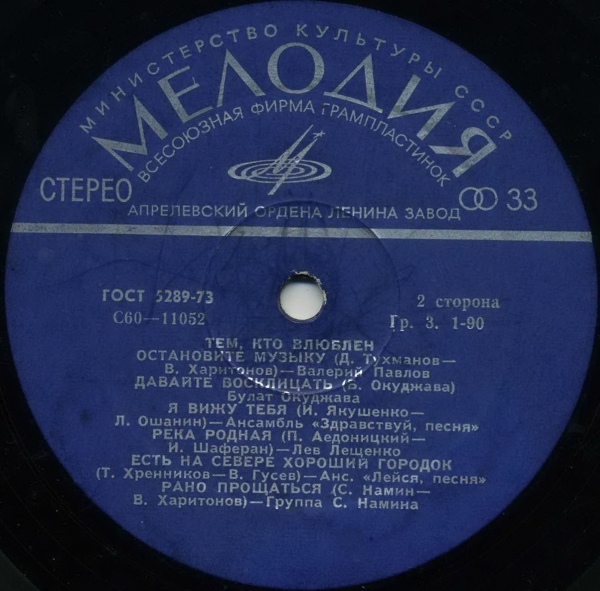 МИНИСТЕРСТВО КУЛЬТУРЫ СССР
МЕЛОДИЯ
ВСЕСОЮЗНАЯ ФИРМА ГРАМПЛАСТИНОК
СТЕРЕО
33
АПРЕЛЕВСКИЙ ОРДЕНА ЛЕНИНА ЗАВОД
ГОСТ 5289-73
С60—11052
2 сторона
Гр. 3. 1-90
ТЕМ, КТО ВЛЮБЛЕН
ОСТАНОВИТЕ МУЗЫКУ (Д. Тухманов—
В. Харитонов)—Валерий Павлов
ДАВАЙТЕ ВОСКЛИЦАТЬ (Б. Окуджава)
Булат Окуджава
Я ВИЖУ ТЕБЯ (И. Якушенко—
Л. Ошанин)—Ансамбль «Здравствуй, песня»
РЕКА РОДНАЯ (П. Аедоницкий—
И. Шаферан)—Лев Лещенко
ЕСТЬ НА СЕВЕРЕ ХОРОШИЙ ГОРОДОК
(Т. Хренников—В. Гусев)—Анс. «Лейся, песня»
РАНО ПРОЩАТЬСЯ (С. Намин—
В. Харитонов)—Группа С. Намина